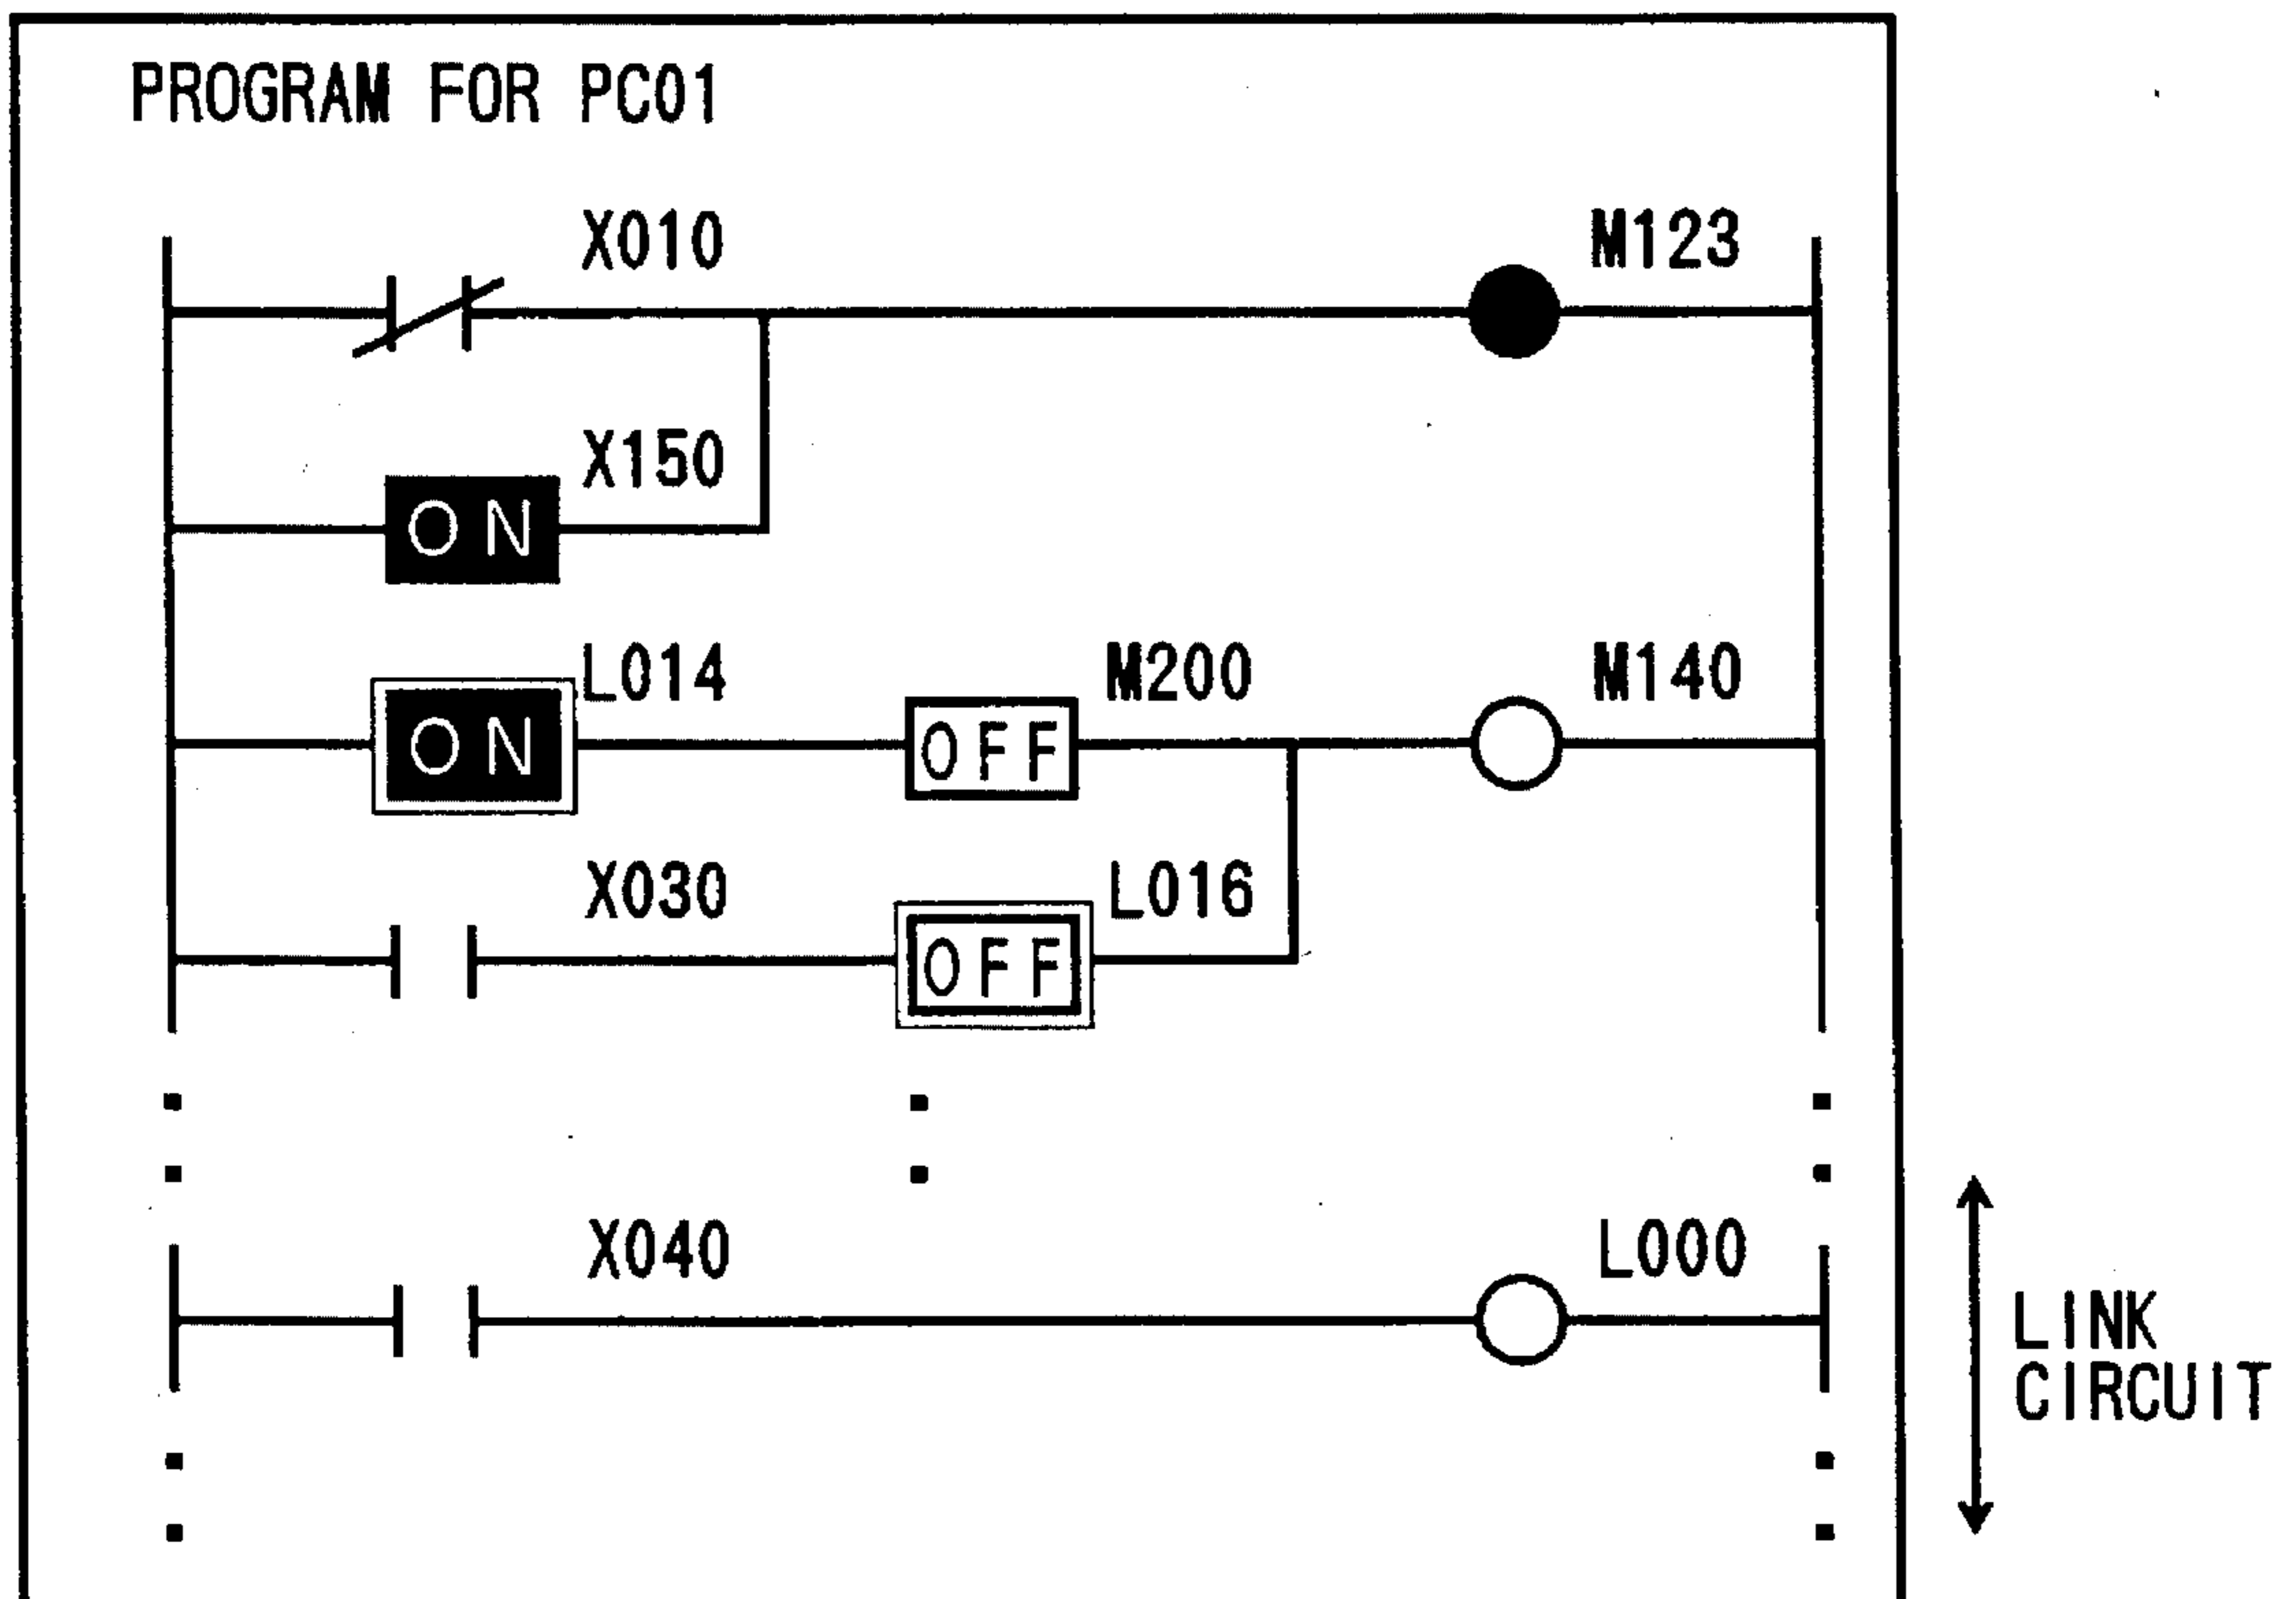 PROGRAM FOR PC01
X010 M123
X150
ON
L014 M200 M140
ON OFF
X030 L016
OFF
X040 L000
LINK
CIRCUIT